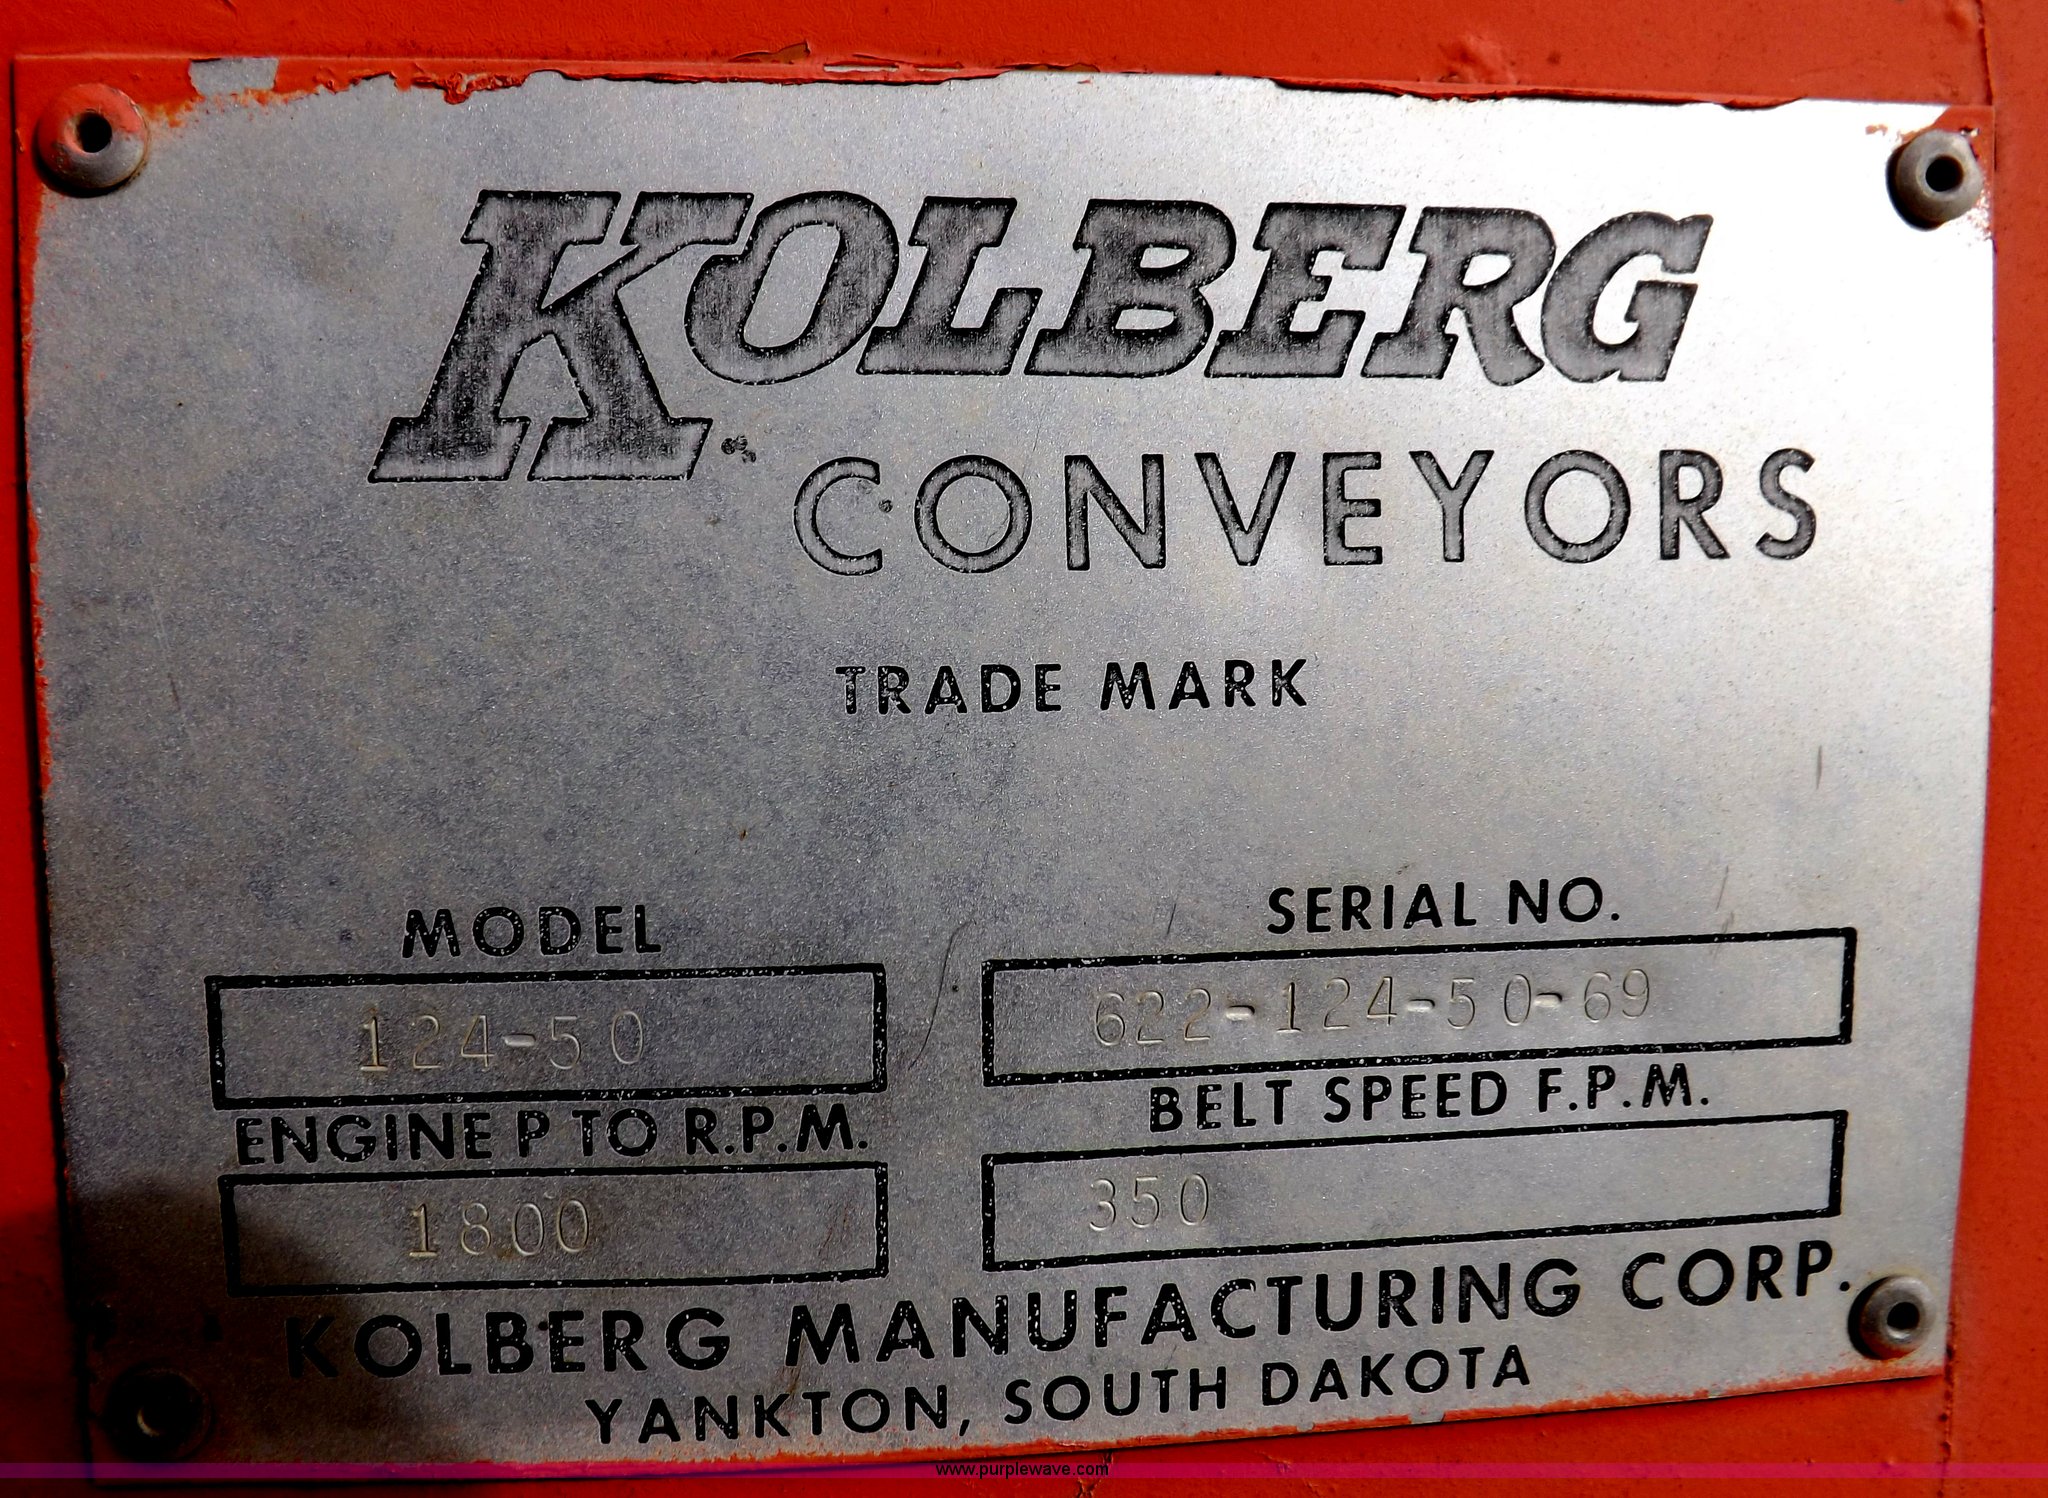 KOLBERG
CONVEYORS
TRADE MARK
MODEL
124-50
SERIAL NO.
622-124-50-69
ENGINE P TO R.P.M.
1800
BELT SPEED F.P.M.
350
KOLBERG MANUFACTURING CORP.
YANKTON, SOUTH DAKOTA
www.purplewave.com